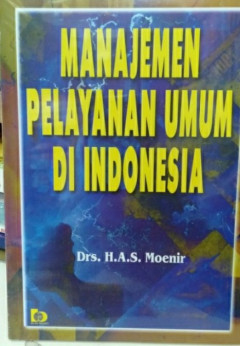 MANAJEMEN
PELAYANAN UMUM
DI INDONESIA
Drs. H.A.S. Moenir